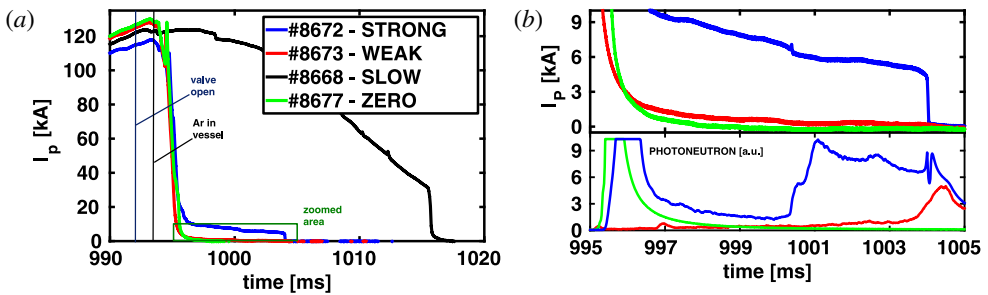 (a)
120
100
80
60
40
20
0
I_p [kA]
valve
open
Ar in
vessel
#8672 - STRONG
#8673 - WEAK
#8668 - SLOW
#8677 - ZERO
zoomed
area
990 1000 1010 1020
time [ms]
(b)
9
6
3
0
I_p [kA]
PHOTONEUTRON [a.u.]
9
6
3
0
995 997 999 1001 1003 1005
time [ms]